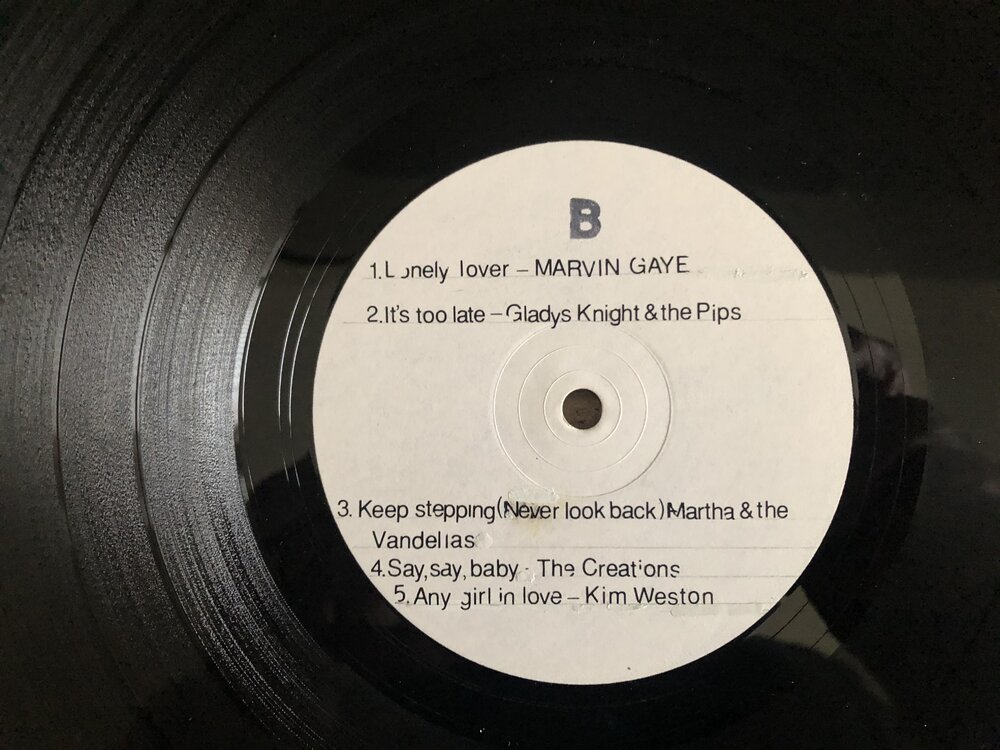 B
1. Lonely lover – MARVIN GAYE
2. It's too late – Gladys Knight & the Pips
3. Keep stepping (Never look back) Martha & the
Vandellas
4. Say, say, baby - The Creations
5. Any girl in love – Kim Weston